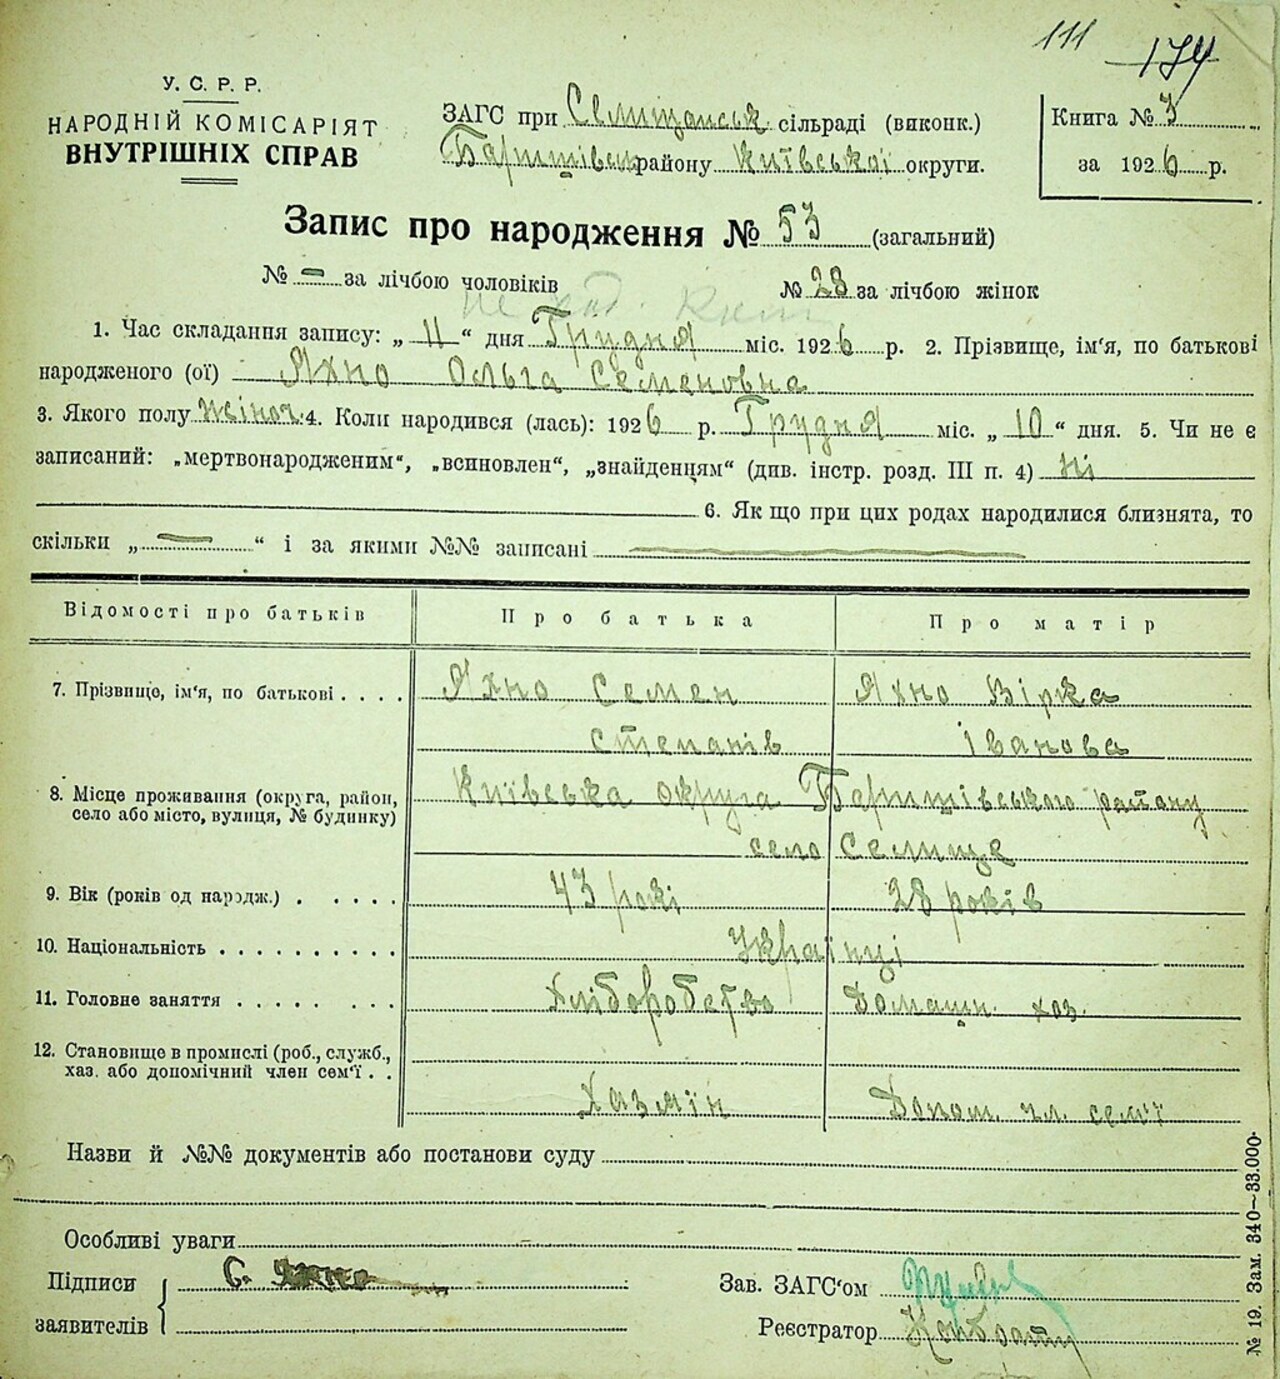 111
174
У. С. Р. Р.
НАРОДНІЙ КОМІСАРІЯТ
ВНУТРІШНІХ СПРАВ
ЗАГС при Селищанськ сільраді (виконк.)
Баришівськ району Київської округи.
Книга № 3
за 1926 р.
Запис про народження № 53 (загальний)
№ – за лічбою чоловіків № 28 за лічбою жінок
1. Час складання запису: „ 11 “ дня Грудня міс. 1926 р. 2. Прізвище, ім'я, по батькові
народженого (ої) Яхно Ольга Семеновна
3. Якого полу жіноч. 4. Коли народився (лась): 1926 р. Грудня міс. „ 10 “ дня. 5. Чи не є
записаний: „мертвонародженим“, „всиновлен“, „знайденцям“ (див. інстр. розд. III п. 4) Ні
6. Як що при цих родах народилися близнята, то
скільки „ — “ і за якими №№ записані —
Відомості про батьків Про батька Про матір
7. Прізвище, ім'я, по батькові . . . . Яхно Семен Яхно Вірка
Степанів Іванова
8. Місце проживання (округа, район, Київська округа Баришівського району
село або місто, вулиця, № будинку) село Селище
9. Вік (років од народж.) . . . . . 43 рокі 28 років
10. Національність . . . . . . . . . . Українці
11. Головне заняття . . . . . . . . Хліборобство Домашн. хоз.
12. Становище в промислі (роб., служб.,
хаз. або допомічний член сем'ї . . Хазяїн Допом. чл. сем'ї
Назви й №№ документів або постанови суду
Особливі уваги
Підписи С. Яхно
заявителів
Зав. ЗАГС'ом
Реєстратор
№ 19. Зам. 340—33.000.